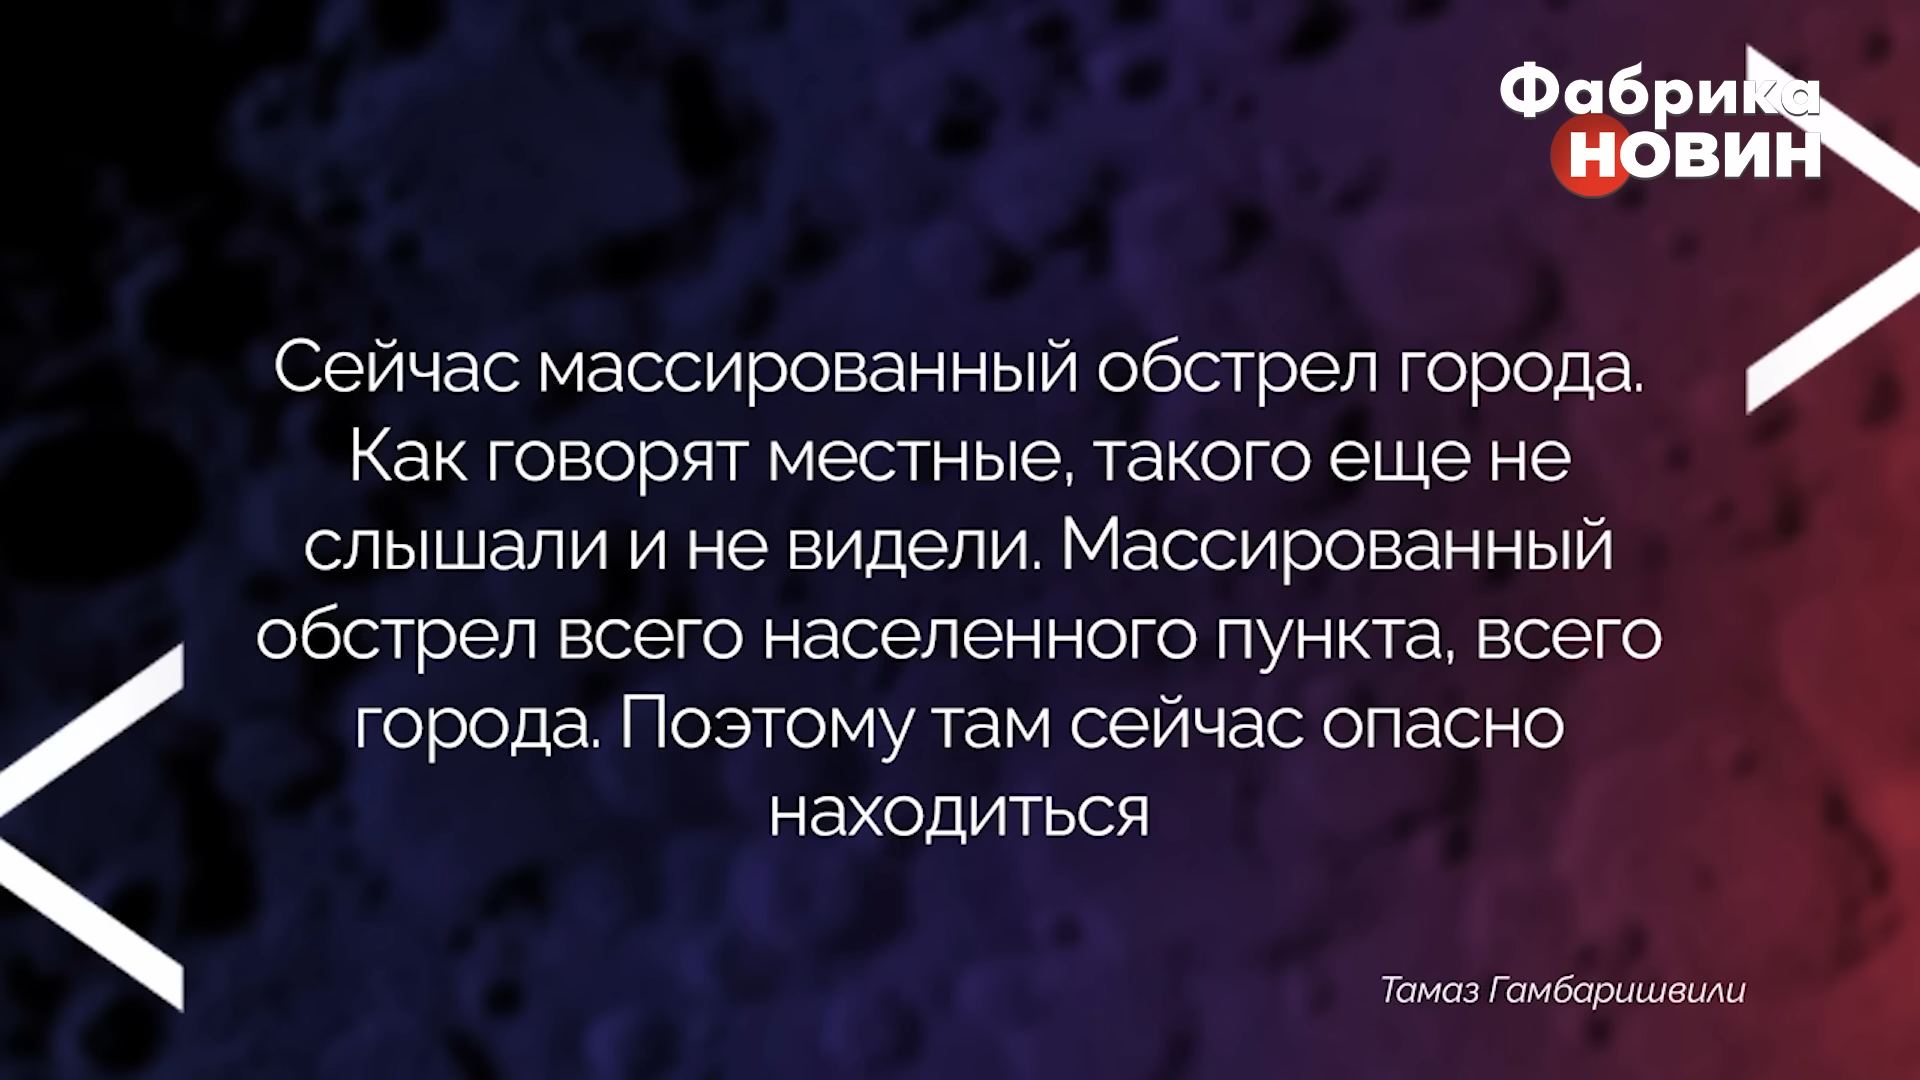 Фабрика
новин
Сейчас массированный обстрел города.
Как говорят местные, такого еще не
слышали и не видели. Массированный
обстрел всего населенного пункта, всего
города. Поэтому там сейчас опасно
находиться
Тамаз Гамбаришвили